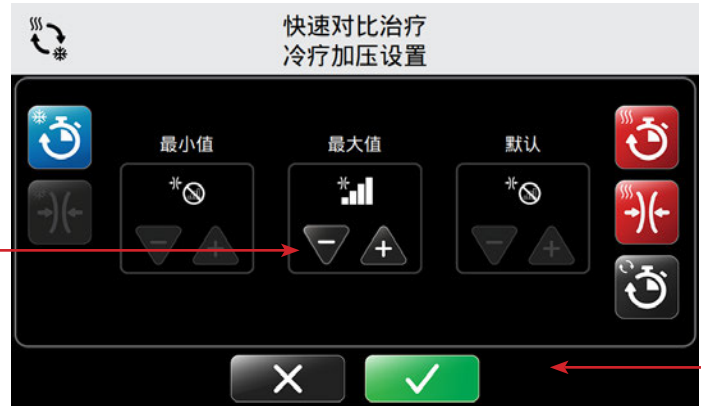 快速对比治疗
冷疗加压设置
最小值
最大值
默认